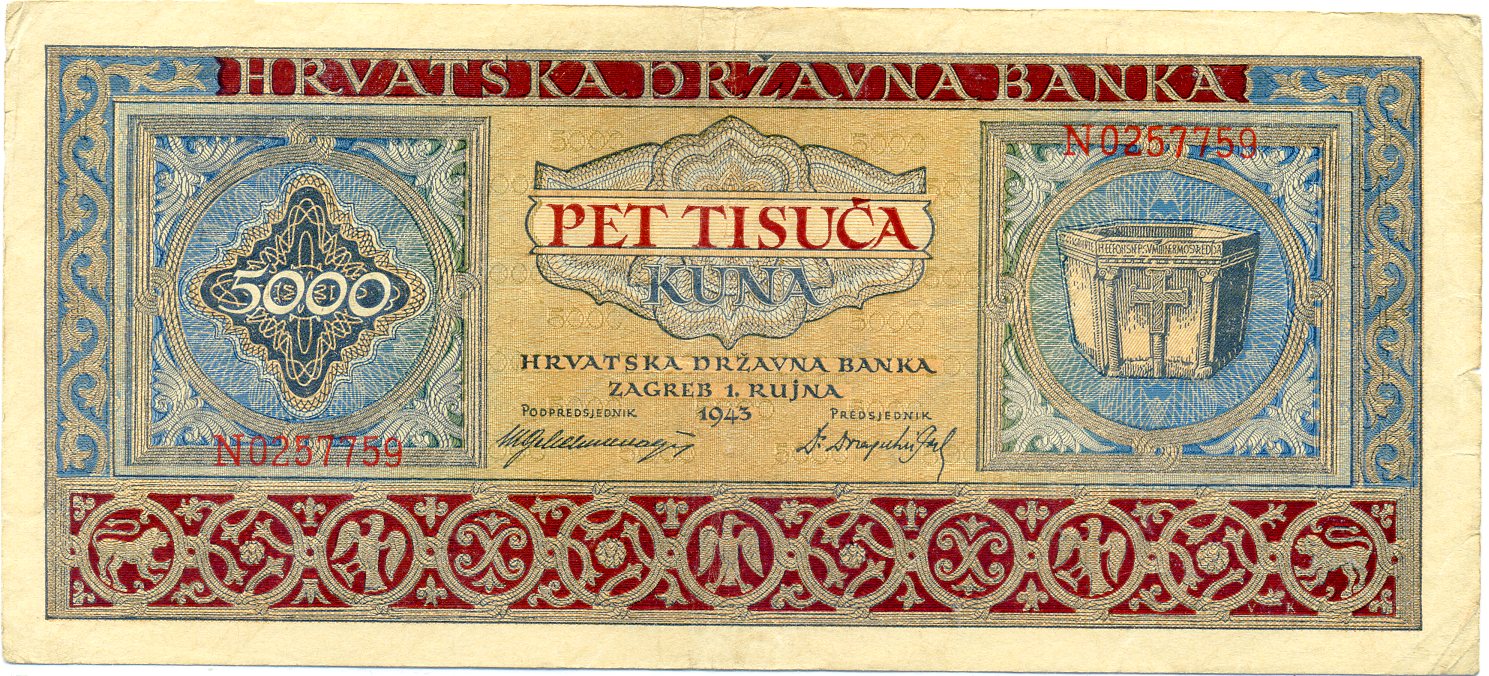 HRVATSKA DRŽAVNA BANKA
N0257759
PET TISUĆA
KUNA
5000
HRVATSKA DRŽAVNA BANKA
ZAGREB 1. RUJNA
1943
PODPREDSJEDNIK
PREDSJEDNIK
N0257759
V K